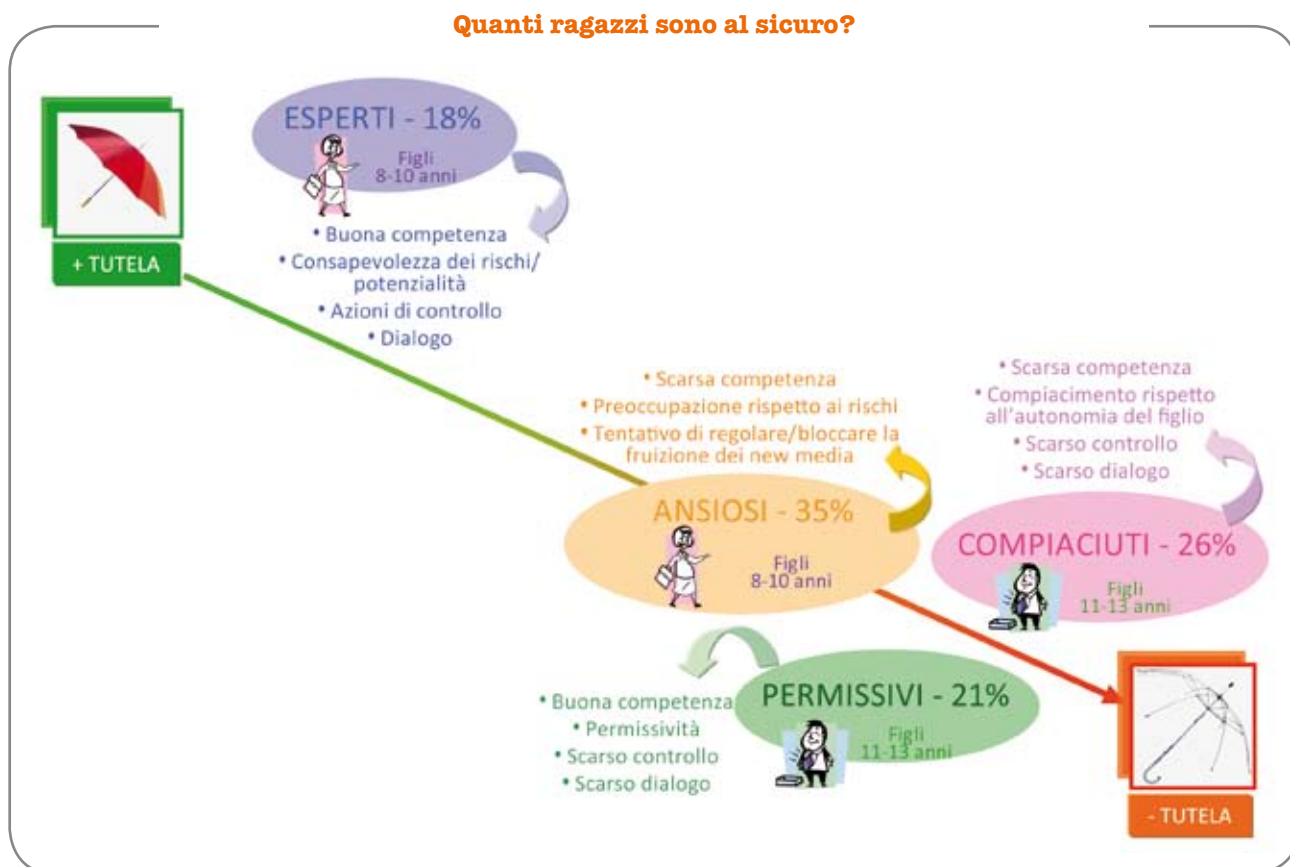 Quanti ragazzi sono al sicuro?
+ TUTELA
ESPERTI - 18%
Figli
8-10 anni
• Buona competenza
• Consapevolezza dei rischi/
potenzialità
• Azioni di controllo
• Dialogo
• Scarsa competenza
• Preoccupazione rispetto ai rischi
• Tentativo di regolare/bloccare la
fruizione dei new media
ANSIOSI - 35%
Figli
8-10 anni
• Scarsa competenza
• Compiacimento rispetto
all'autonomia del figlio
• Scarso controllo
• Scarso dialogo
COMPIACIUTI - 26%
Figli
11-13 anni
PERMISSIVI - 21%
Figli
11-13 anni
• Buona competenza
• Permissività
• Scarso controllo
• Scarso dialogo
- TUTELA